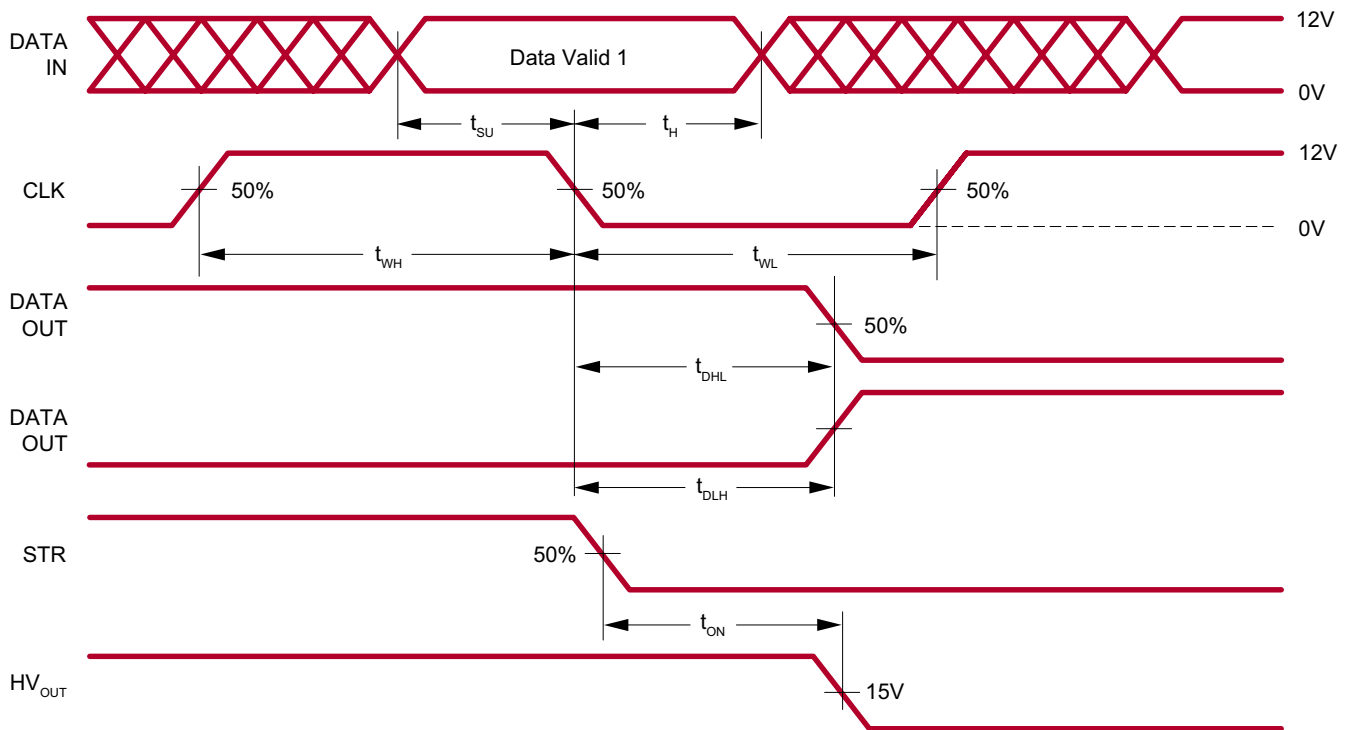 DATA
IN
Data Valid 1
12V
0V
tSU
tH
CLK
50%
50%
50%
12V
0V
tWH
tWL
DATA
OUT
50%
tDHL
DATA
OUT
tDLH
STR
50%
tON
HVOUT
15V